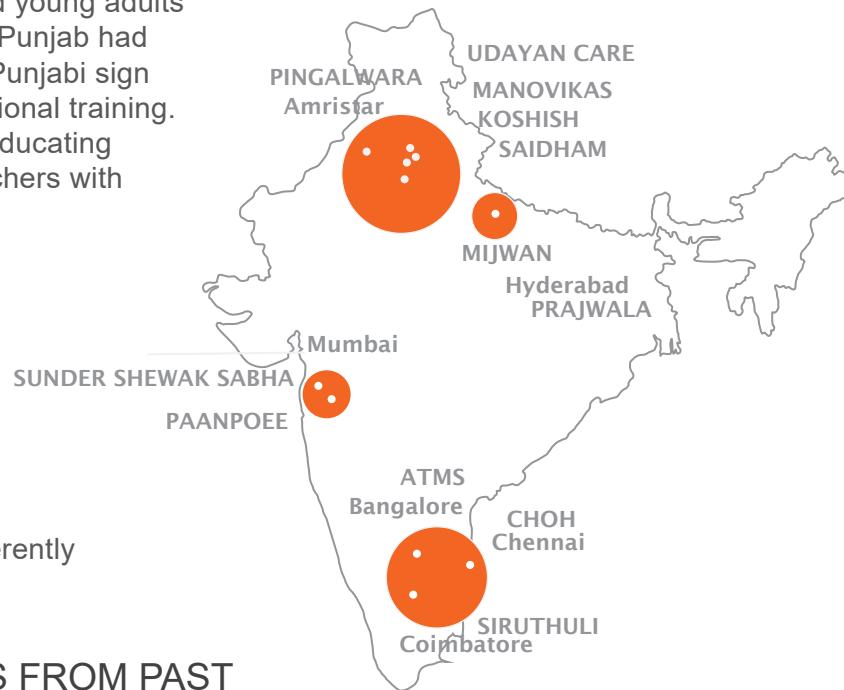 d young adults
Punjab had
Punjabi sign
ional training.
ducating
chers with
erently
S FROM PAST
UDAYAN CARE
PINGALWARA
Amristar
MANOVIKAS
KOSHISH
SAIDHAM
MIJWAN
Hyderabad
PRAJWALA
Mumbai
SUNDER SHEWAK SABHA
PAANPOEE
ATMS
Bangalore
CHOH
Chennai
SIRUTHULI
Coimbatore